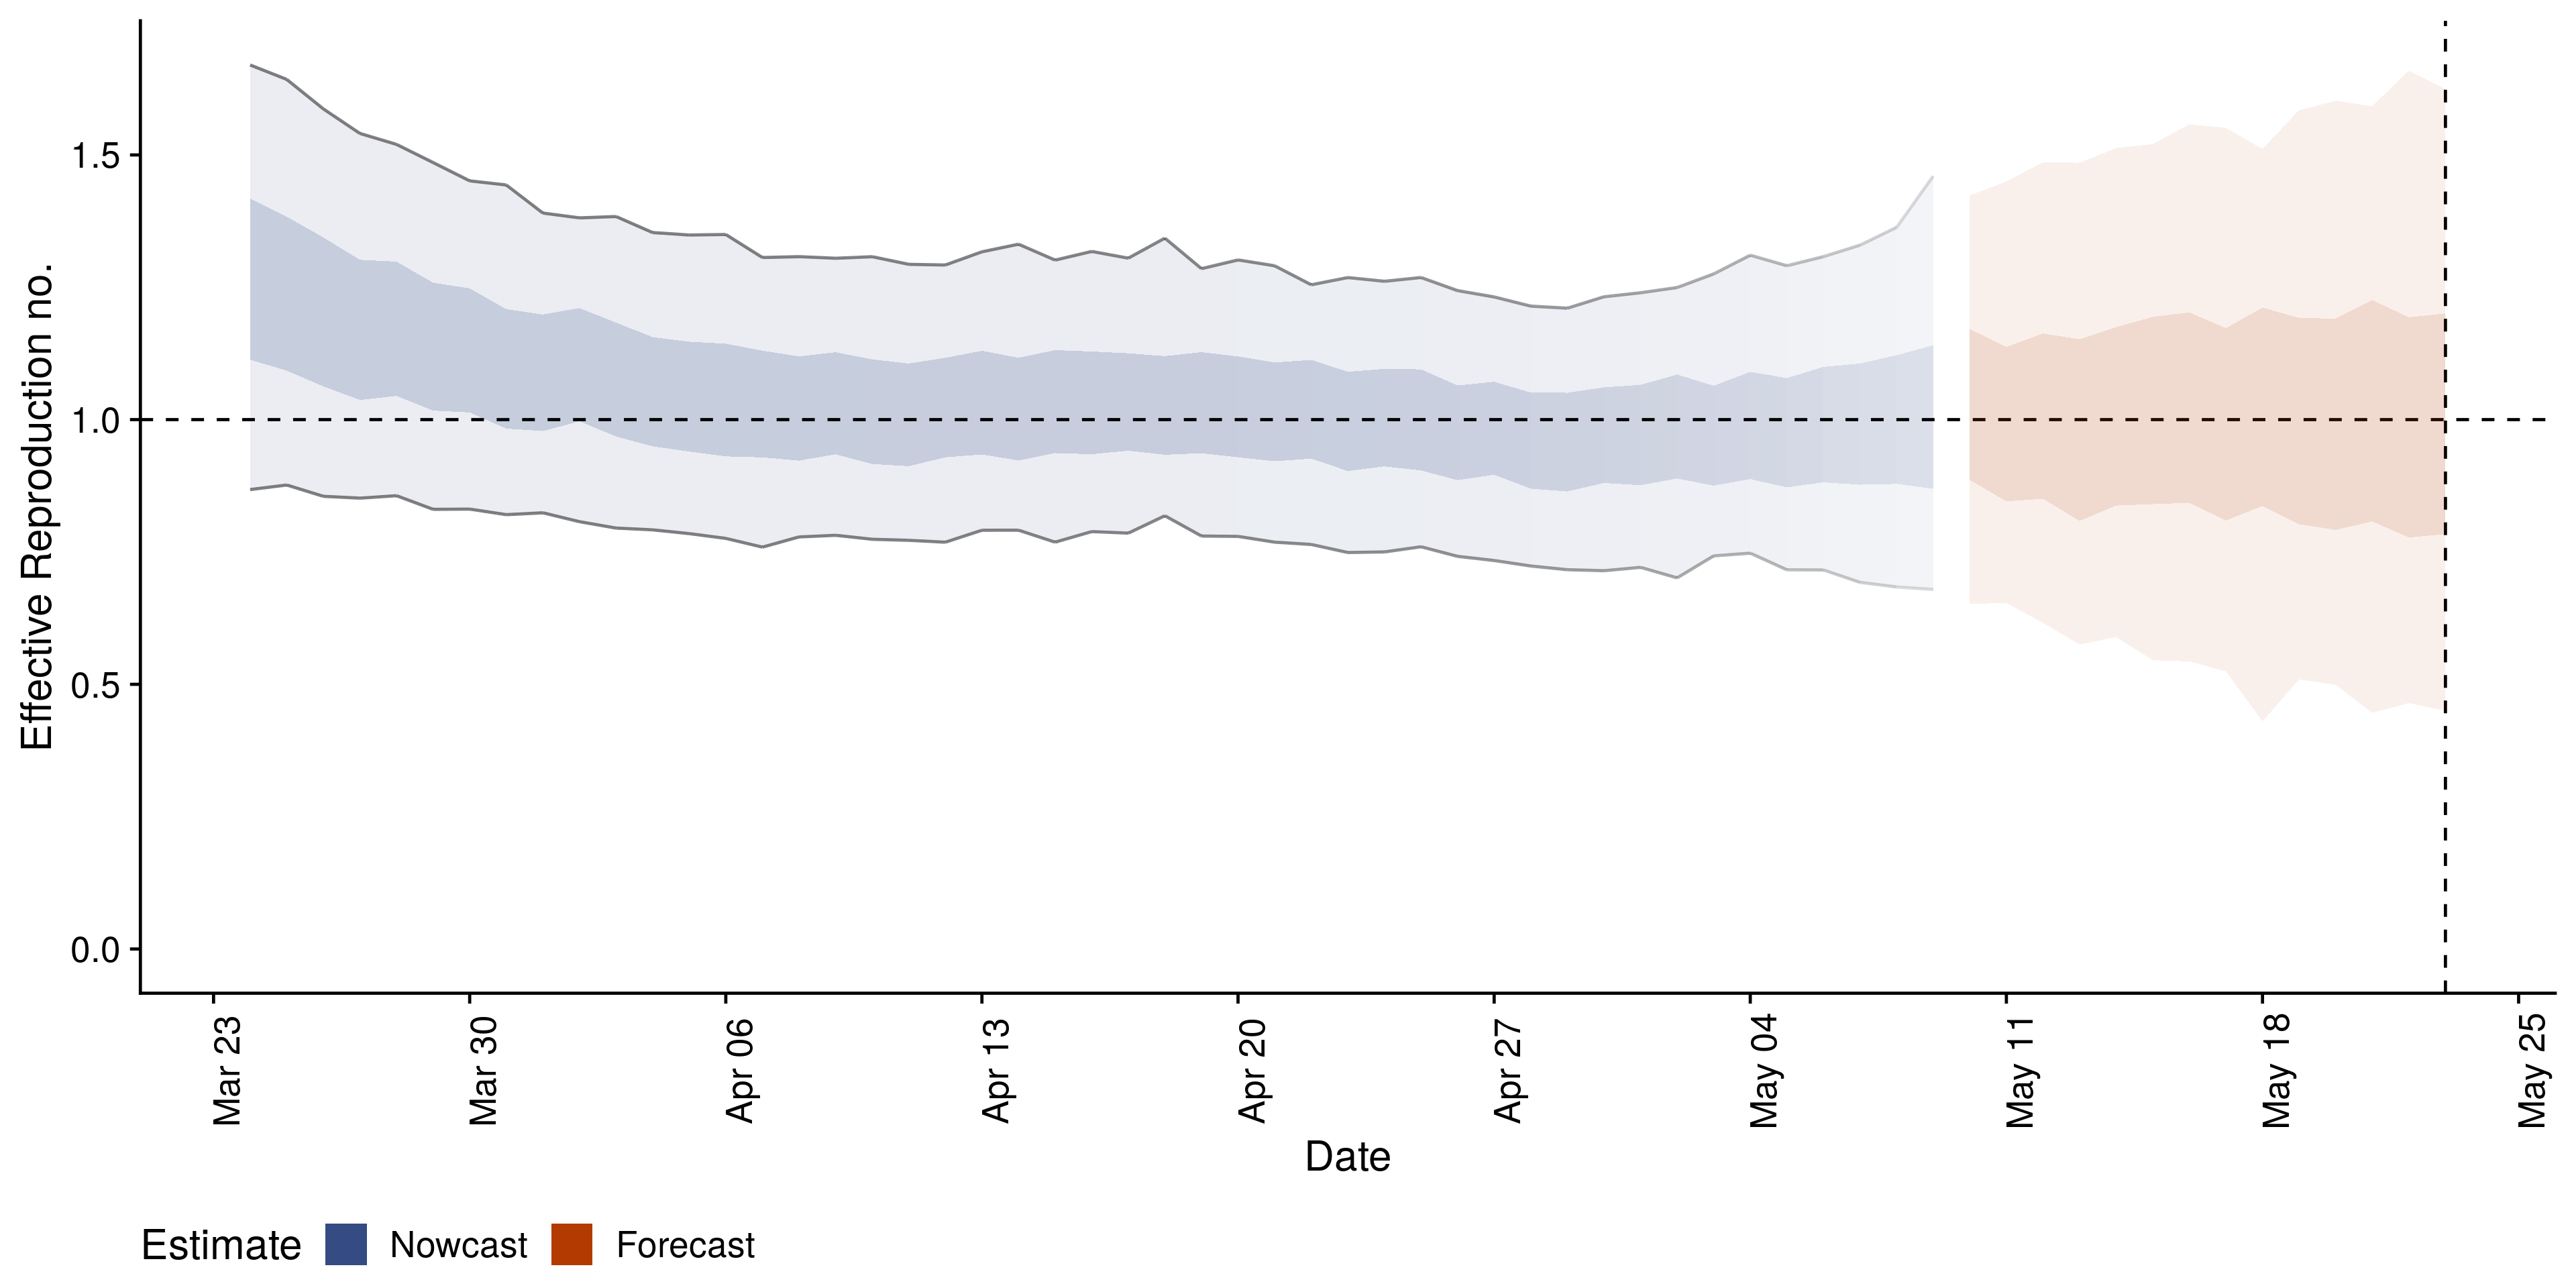 Effective Reproduction no.
1.5
1.0
0.5
0.0
Mar 23
Mar 30
Apr 06
Apr 13
Apr 20
Apr 27
May 04
May 11
May 18
May 25
Date
Estimate Nowcast Forecast